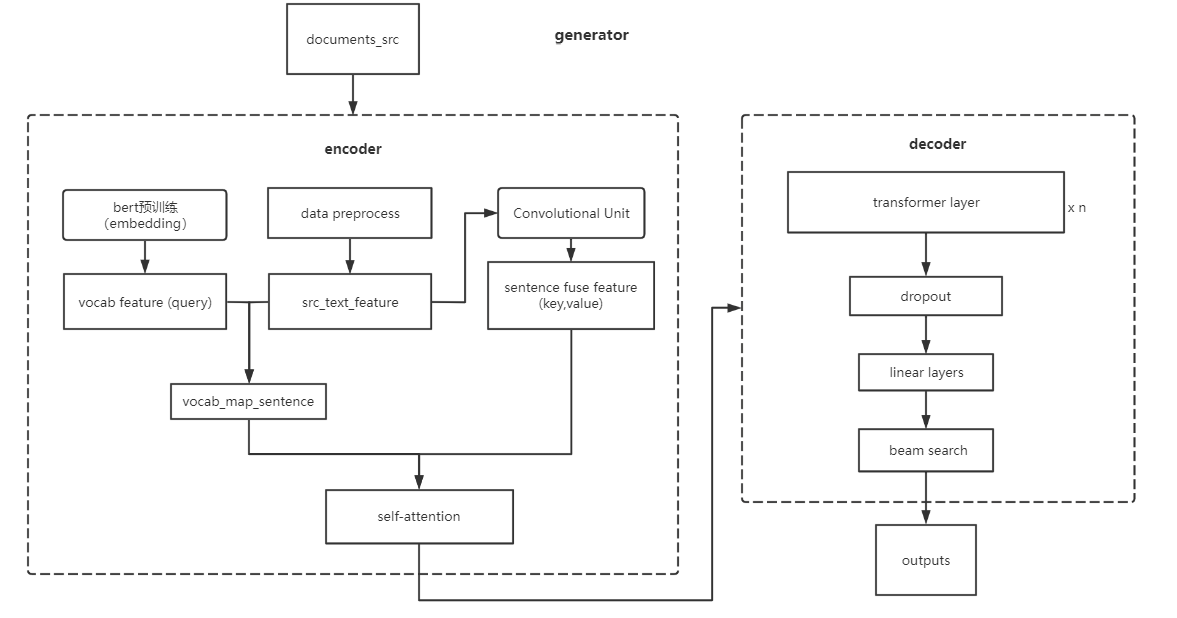 documents_src
generator
encoder
bert预训练
（embedding）
data preprocess
Convolutional Unit
vocab feature (query)
src_text_feature
sentence fuse feature
(key,value)
vocab_map_sentence
self-attention
decoder
transformer layer
x n
dropout
linear layers
beam search
outputs